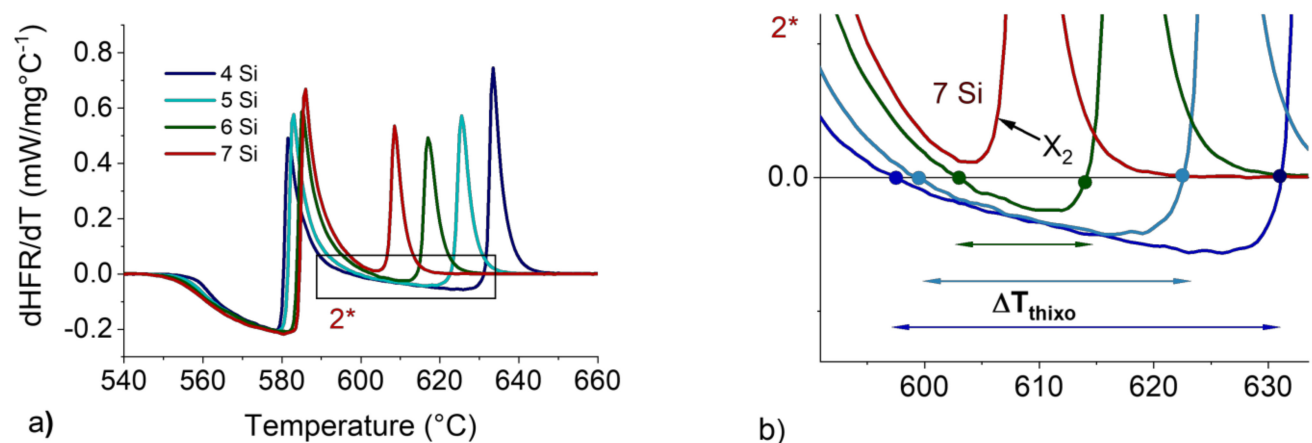 dHFR/dT (mW/mg°C⁻¹)
0.8
0.6
0.4
0.2
0.0
-0.2
4 Si
5 Si
6 Si
7 Si
2*
540 560 580 600 620 640 660
Temperature (°C)
a)
2*
7 Si
X₂
0.0
ΔTthixo
600 610 620 630
b)